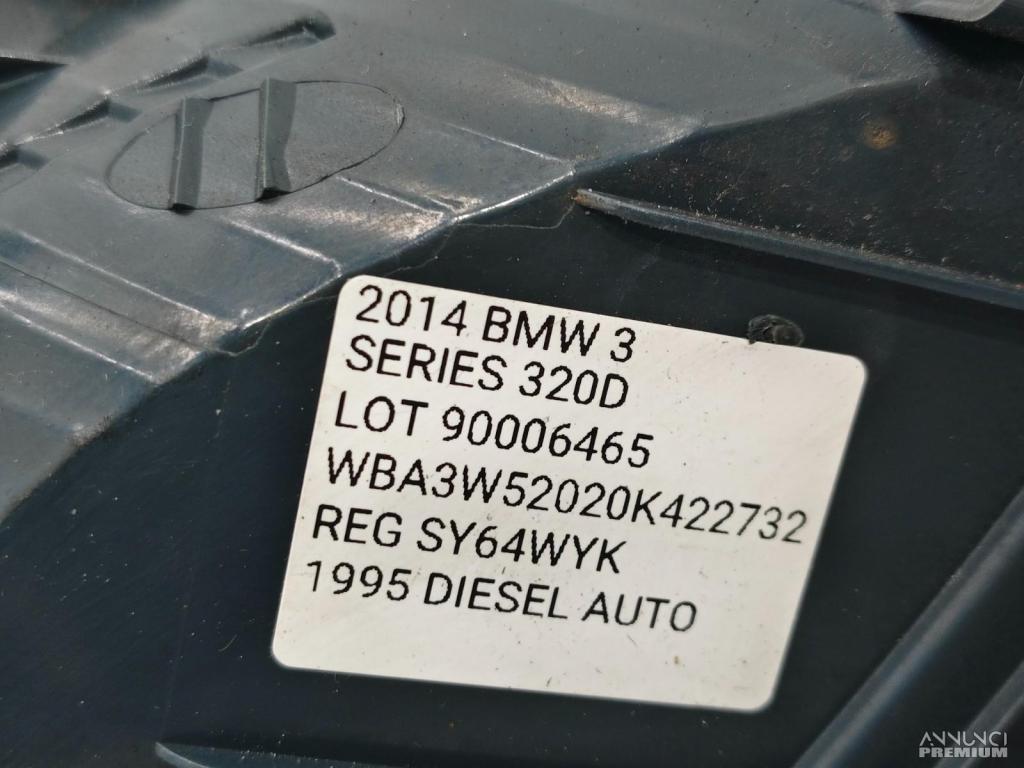 2014 BMW 3
SERIES 320D
LOT 90006465
WBA3W52020K422732
REG SY64WYK
1995 DIESEL AUTO
ANNUNCI
PREMIUM